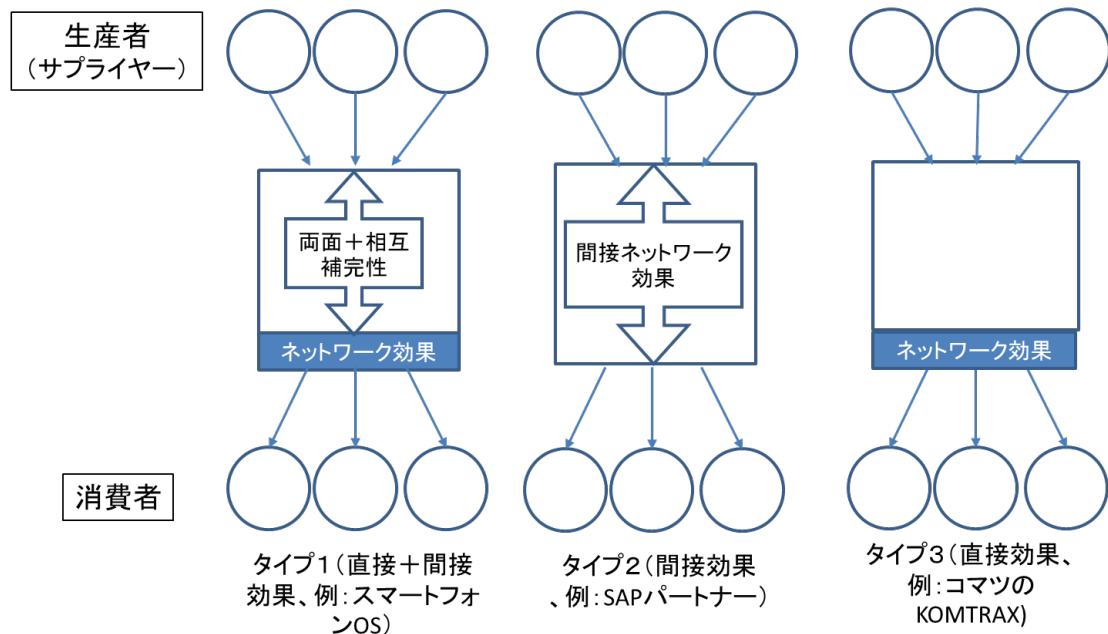 生産者
（サプライヤー）
両面＋相互
補完性
ネットワーク効果
間接ネットワーク
効果
ネットワーク効果
消費者
タイプ１（直接＋間接
効果、例：スマートフォ
ンOS）
タイプ２（間接効果
、例：SAPパートナー）
タイプ３（直接効果、
例：コマツの
KOMTRAX)